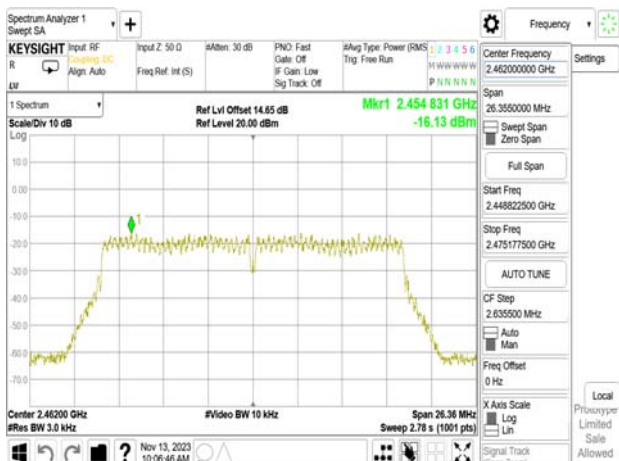 Spectrum Analyzer 1
Swept SA
KEYSIGHT
R
Input: RF
Coupling: DC
Align: Auto
Input Z: 50 Ω
Freq Ref: Int (S)
#Atten: 30 dB
PNO: Fast
Gate: Off
IF Gain: Low
Sig Track: Off
#Avg Type: Power (RMS
Trig: Free Run
1 2 3 4 5 6
M W W W W W
P N N N N N
1 Spectrum
Scale/Div 10 dB
Log
Ref Lvl Offset 14.65 dB
Ref Level 20.00 dBm
Mkr1 2.454 831 GHz
-16.13 dBm
10.0
0.00
-10.0
-20.0
-30.0
-40.0
-50.0
-60.0
-70.0
1
Center 2.46200 GHz
#Res BW 3.0 kHz
#Video BW 10 kHz
Span 26.36 MHz
Sweep 2.78 s (1001 pts)
?
Nov 13, 2023
10:06:46 AM
Frequency
Settings
Center Frequency
2.462000000 GHz
Span
26.3550000 MHz
Swept Span
Zero Span
Full Span
Start Freq
2.448822500 GHz
Stop Freq
2.475177500 GHz
AUTO TUNE
CF Step
2.635500 MHz
Auto
Man
Freq Offset
0 Hz
X Axis Scale
Log
Lin
Signal Track
Local
Prototype
Limited
Sale
Allowed